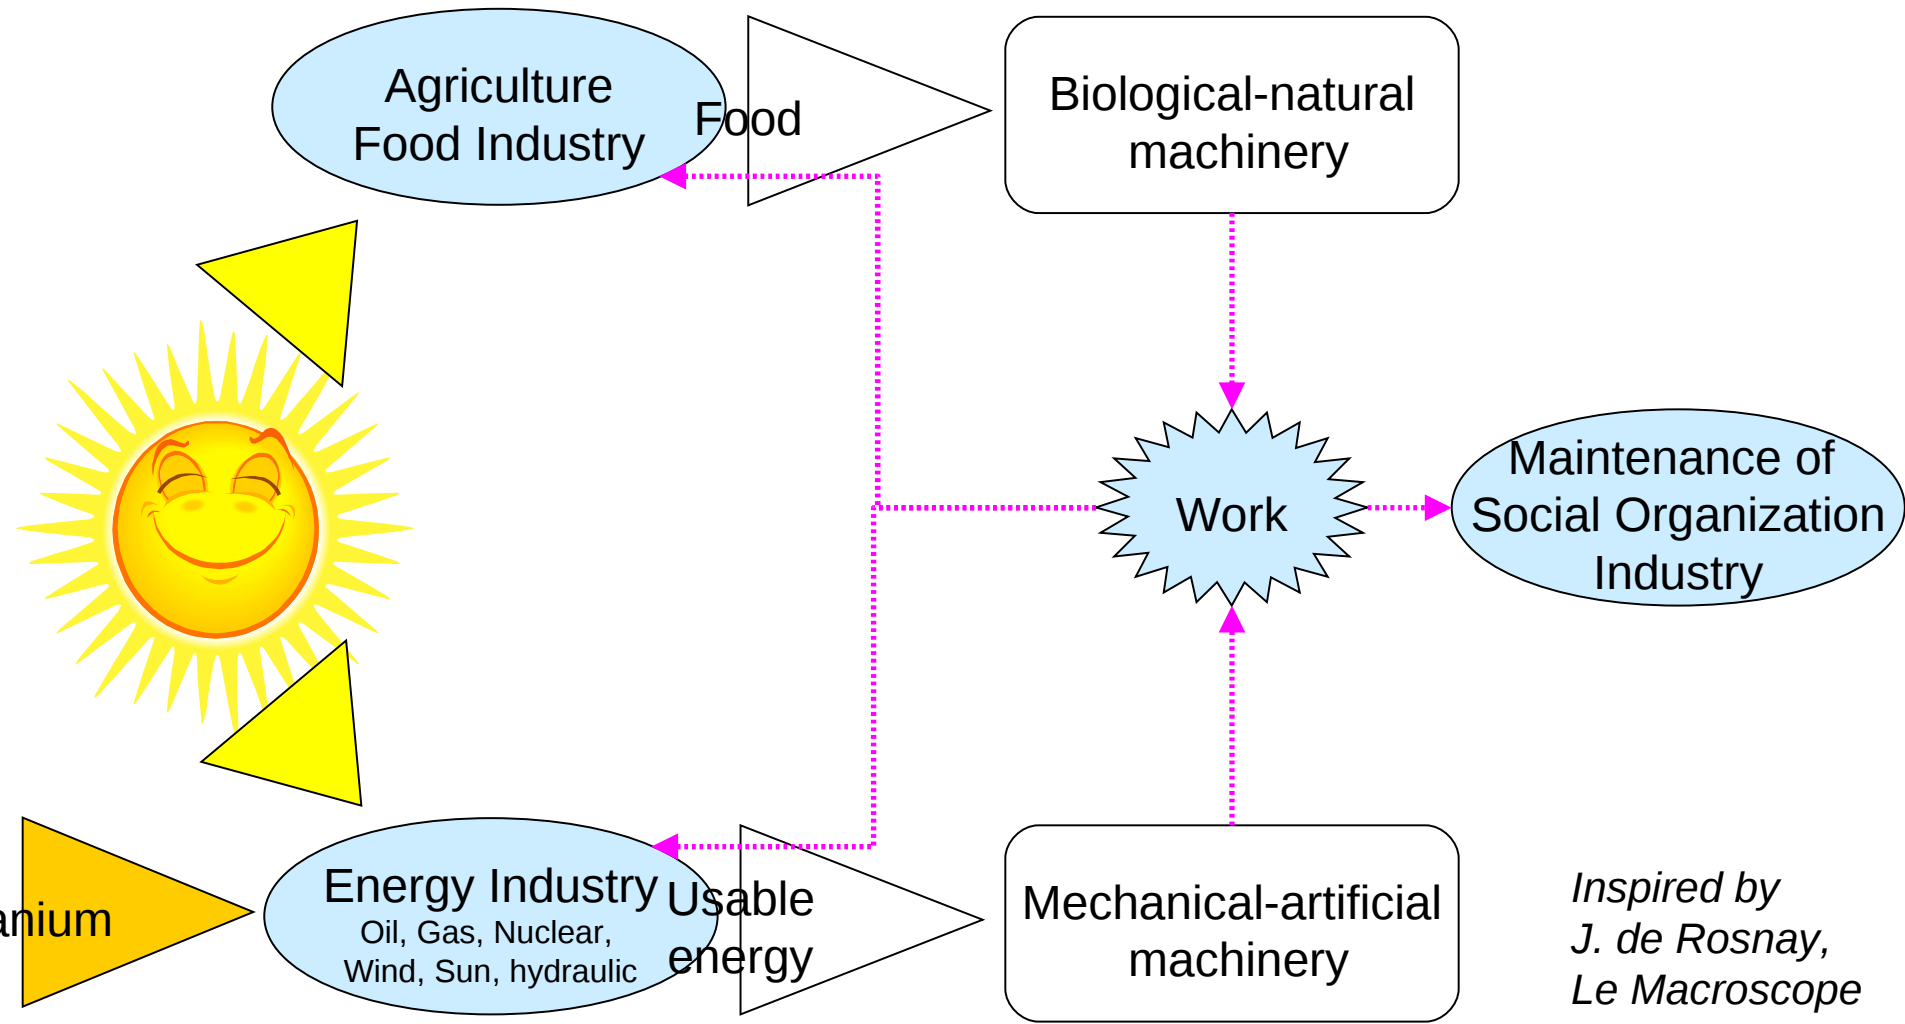 Agriculture
Food Industry
Food
Biological-natural
machinery
Work
Maintenance of
Social Organization
Industry
Energy Industry
Oil, Gas, Nuclear,
Wind, Sun, hydraulic
Usable
energy
Mechanical-artificial
machinery
Inspired by
J. de Rosnay,
Le Macroscope